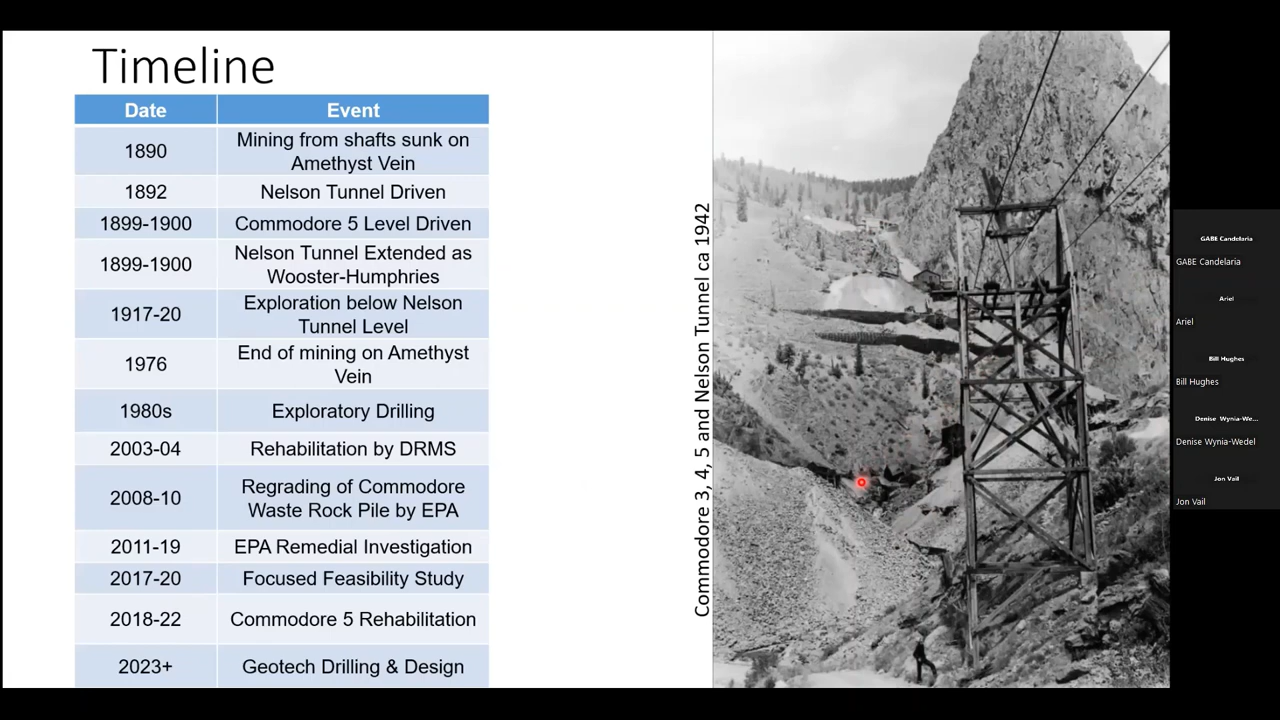 Timeline
Date Event
1890 Mining from shafts sunk on
Amethyst Vein
1892 Nelson Tunnel Driven
1899-1900 Commodore 5 Level Driven
1899-1900 Nelson Tunnel Extended as
Wooster-Humphries
1917-20 Exploration below Nelson
Tunnel Level
1976 End of mining on Amethyst
Vein
1980s Exploratory Drilling
2003-04 Rehabilitation by DRMS
2008-10 Regrading of Commodore
Waste Rock Pile by EPA
2011-19 EPA Remedial Investigation
2017-20 Focused Feasibility Study
2018-22 Commodore 5 Rehabilitation
2023+ Geotech Drilling & Design
Commodore 3, 4, 5 and Nelson Tunnel ca 1942
GABE Candelaria
GABE Candelaria
Ariel
Ariel
Bill Hughes
Bill Hughes
Denise Wynia-We...
Denise Wynia-Wedel
Jon Vail
Jon Vail